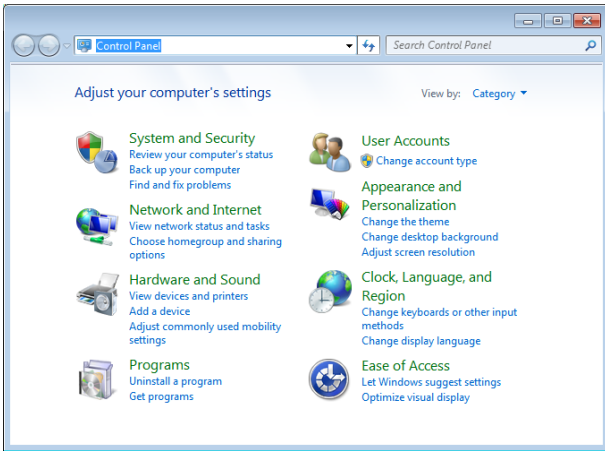 Control Panel
Search Control Panel
Adjust your computer's settings
View by: Category
System and Security
Review your computer's status
Back up your computer
Find and fix problems
Network and Internet
View network status and tasks
Choose homegroup and sharing
options
Hardware and Sound
View devices and printers
Add a device
Adjust commonly used mobility
settings
Programs
Uninstall a program
Get programs
User Accounts
Change account type
Appearance and
Personalization
Change the theme
Change desktop background
Adjust screen resolution
Clock, Language, and
Region
Change keyboards or other input
methods
Change display language
Ease of Access
Let Windows suggest settings
Optimize visual display